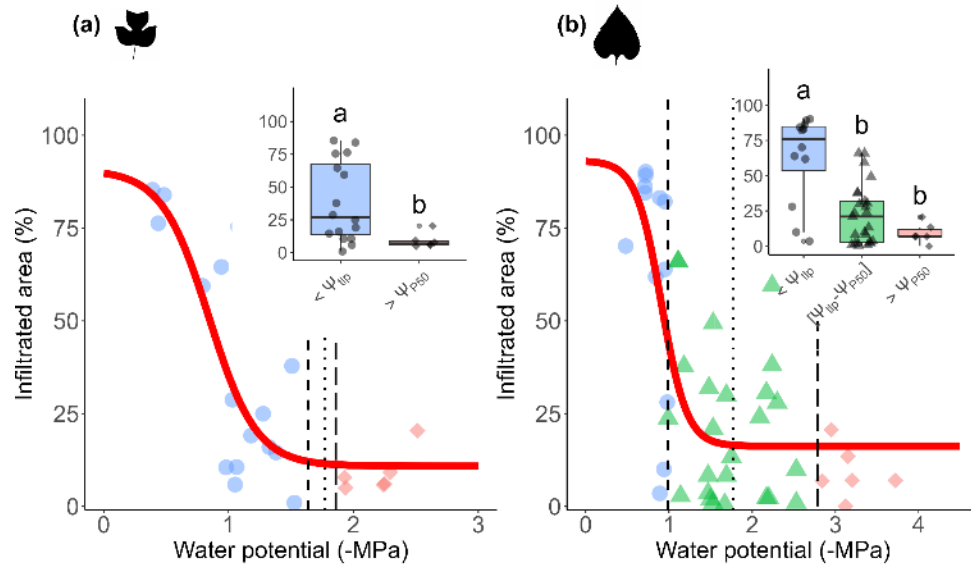 (a)
(b)
100
75
50
25
0
Infiltrated area (%)
0 1 2 3
Water potential (-MPa)
100
75
50
25
0
a
b
< Ψtlp
> ΨP50
100
75
50
25
0
Infiltrated area (%)
0 1 2 3 4
Water potential (-MPa)
100
75
50
25
0
a
b
b
< Ψtlp
[Ψtlp-ΨP50]
> ΨP50